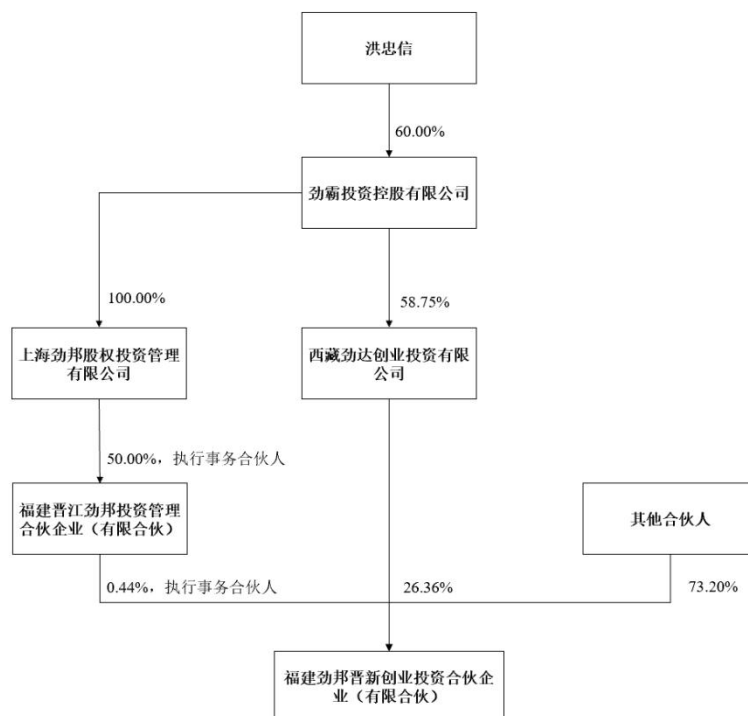 洪忠信
60.00%
劲霸投资控股有限公司
100.00%
58.75%
上海劲邦股权投资管理
有限公司
西藏劲达创业投资有限
公司
50.00%，执行事务合伙人
福建晋江劲邦投资管理
合伙企业（有限合伙）
其他合伙人
0.44%，执行事务合伙人
26.36%
73.20%
福建劲邦晋新创业投资合伙企
业（有限合伙）